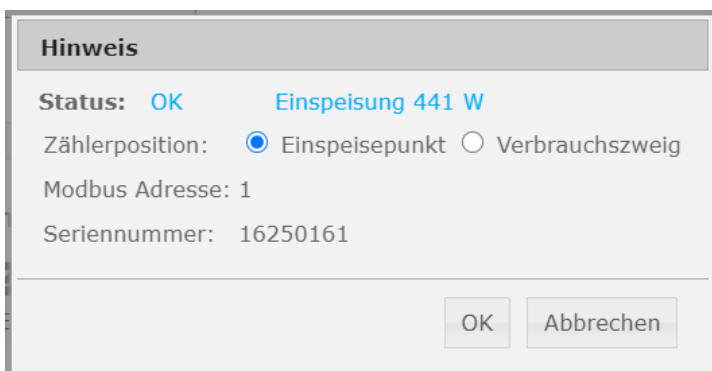 Hinweis
Status: OK Einspeisung 441 W
Zählerposition: Einspeisepunkt Verbrauchszweig
Modbus Adresse: 1
Seriennummer: 16250161
OK Abbrechen